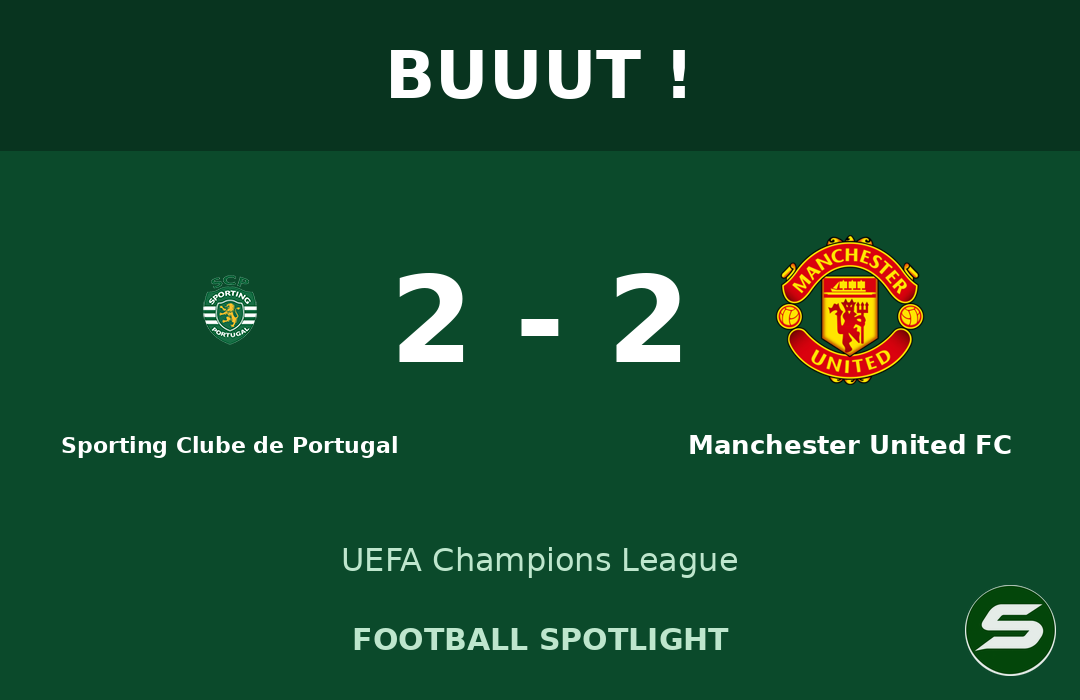 BUUUT !
SCP
SPORTING
PORTUGAL
2 - 2
MANCHESTER
UNITED
Sporting Clube de Portugal
Manchester United FC
UEFA Champions League
FOOTBALL SPOTLIGHT
S